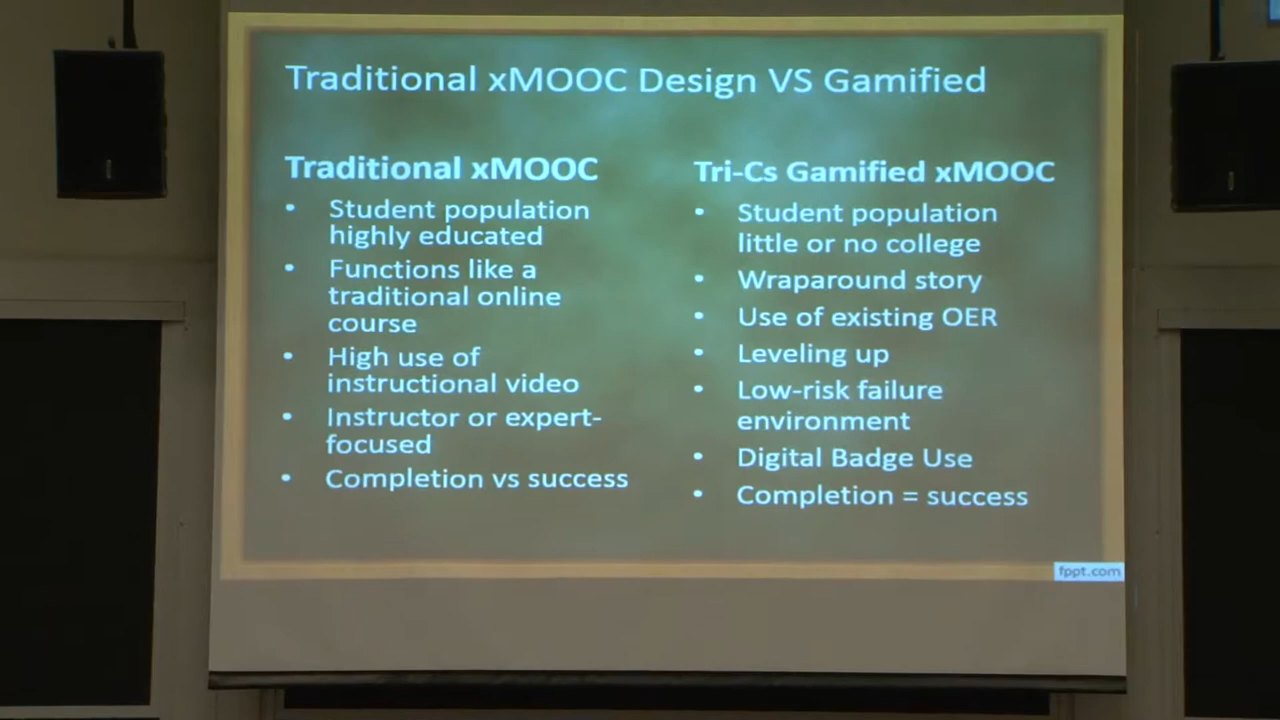 Traditional xMOOC Design VS Gamified
Traditional xMOOC
• Student population
highly educated
• Functions like a
traditional online
course
• High use of
instructional video
• Instructor or expert-
focused
• Completion vs success
Tri-Cs Gamified xMOOC
• Student population
little or no college
• Wraparound story
• Use of existing OER
• Leveling up
• Low-risk failure
environment
• Digital Badge Use
• Completion = success
fppt.com